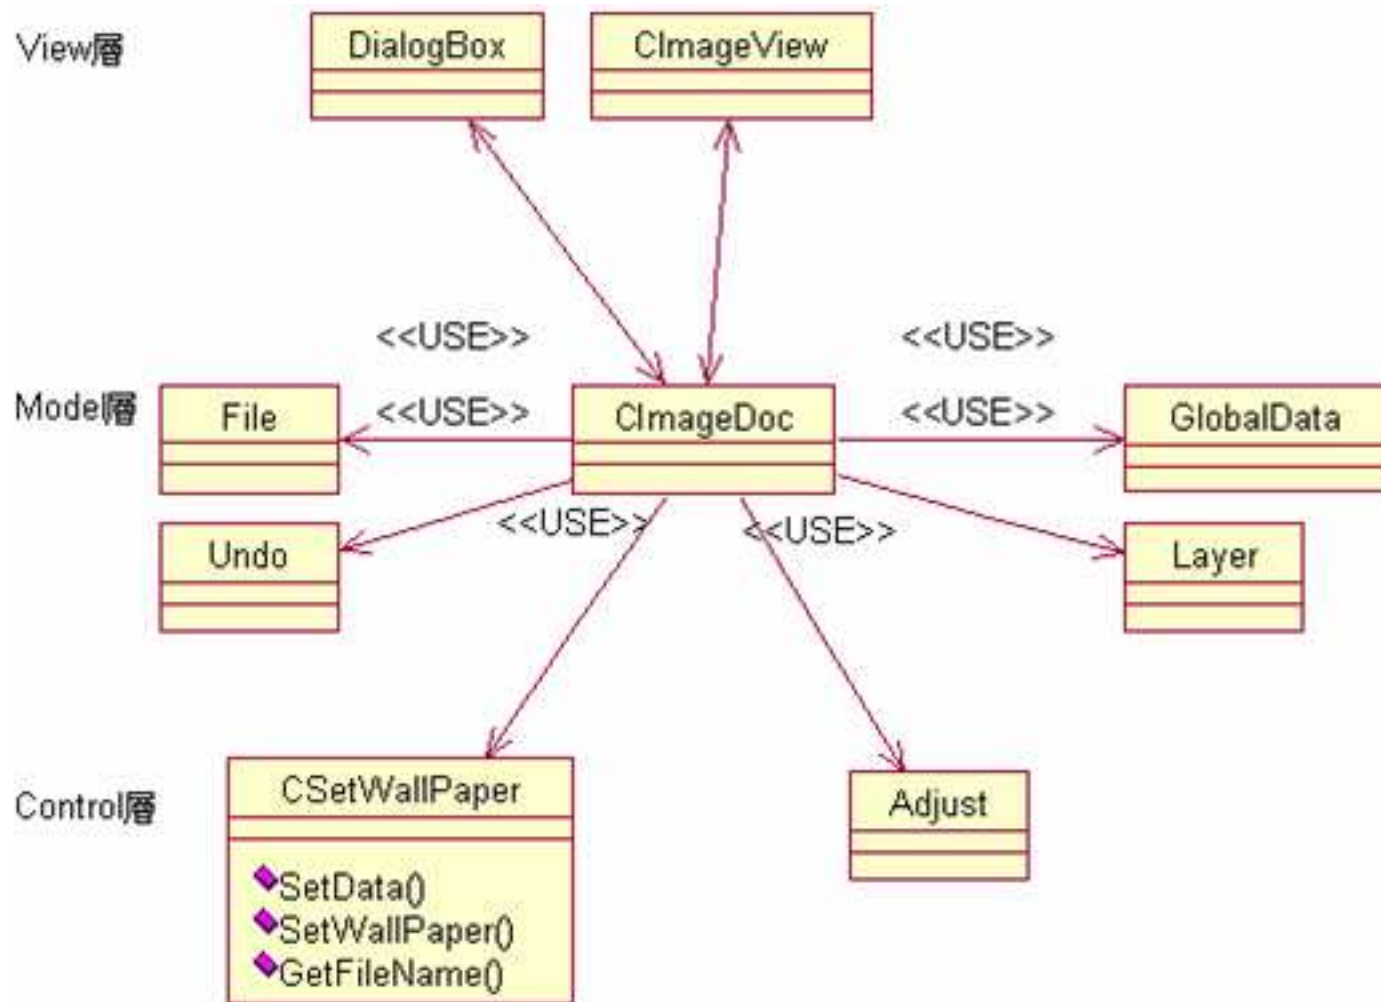 View層
DialogBox
CImageView
<<USE>>
<<USE>>
Model層
File
<<USE>>
CImageDoc
<<USE>>
GlobalData
Undo
<<USE>>
<<USE>>
Layer
Control層
CSetWallPaper
SetData()
SetWallPaper()
GetFileName()
Adjust